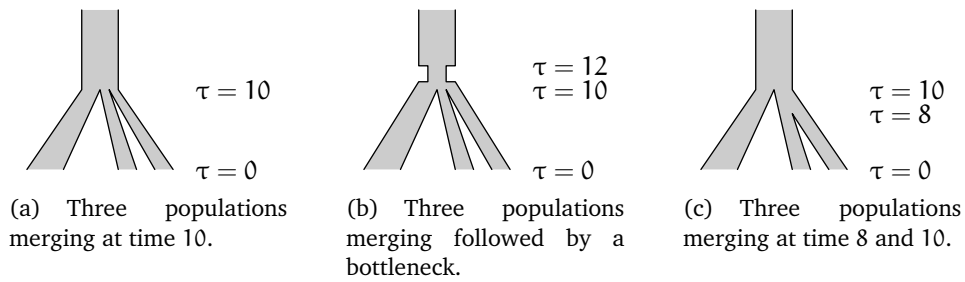 τ = 10
τ = 0
(a) Three populations
merging at time 10.
τ = 12
τ = 10
τ = 0
(b) Three populations
merging followed by a
bottleneck.
τ = 10
τ = 8
τ = 0
(c) Three populations
merging at time 8 and 10.